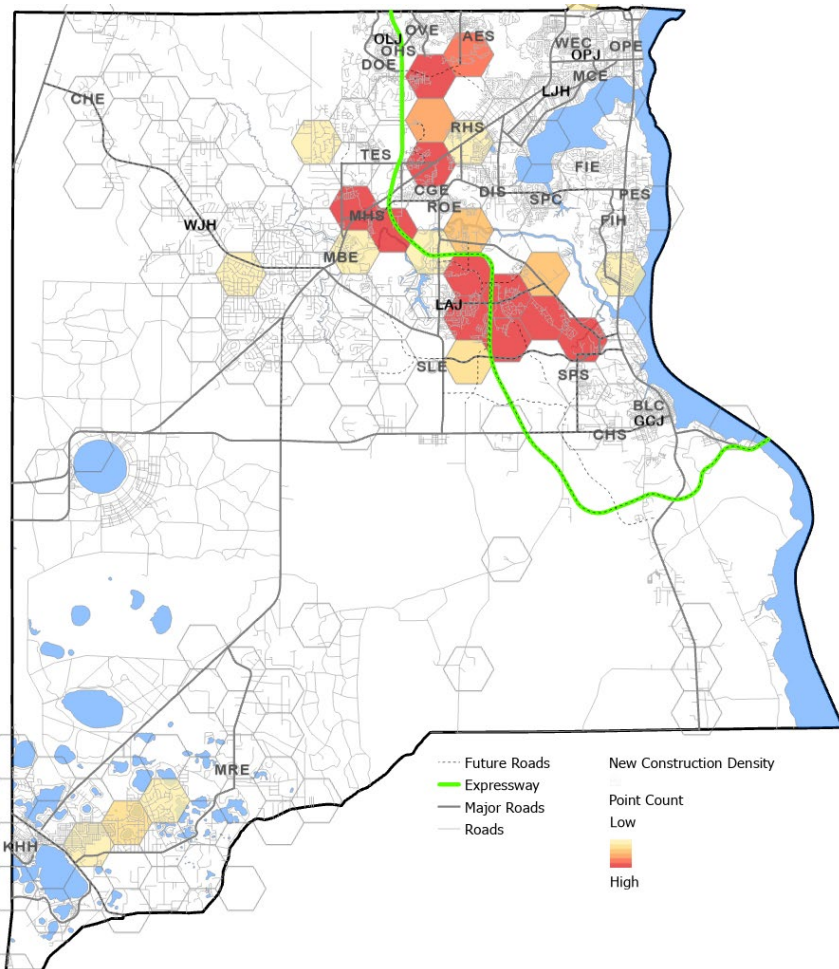 OVE
OLJ
AES
OHS
WEC
OPE
OPJ
DOE
MCE
LJH
CHE
RHS
TES
FIE
CGE
DIS
PES
SPC
ROE
MHS
FIH
WJH
MBE
LAJ
SLE
SPS
BLC
GCJ
CHS
MRE
KHH
Future Roads
Expressway
Major Roads
Roads
New Construction Density
Point Count
Low
High